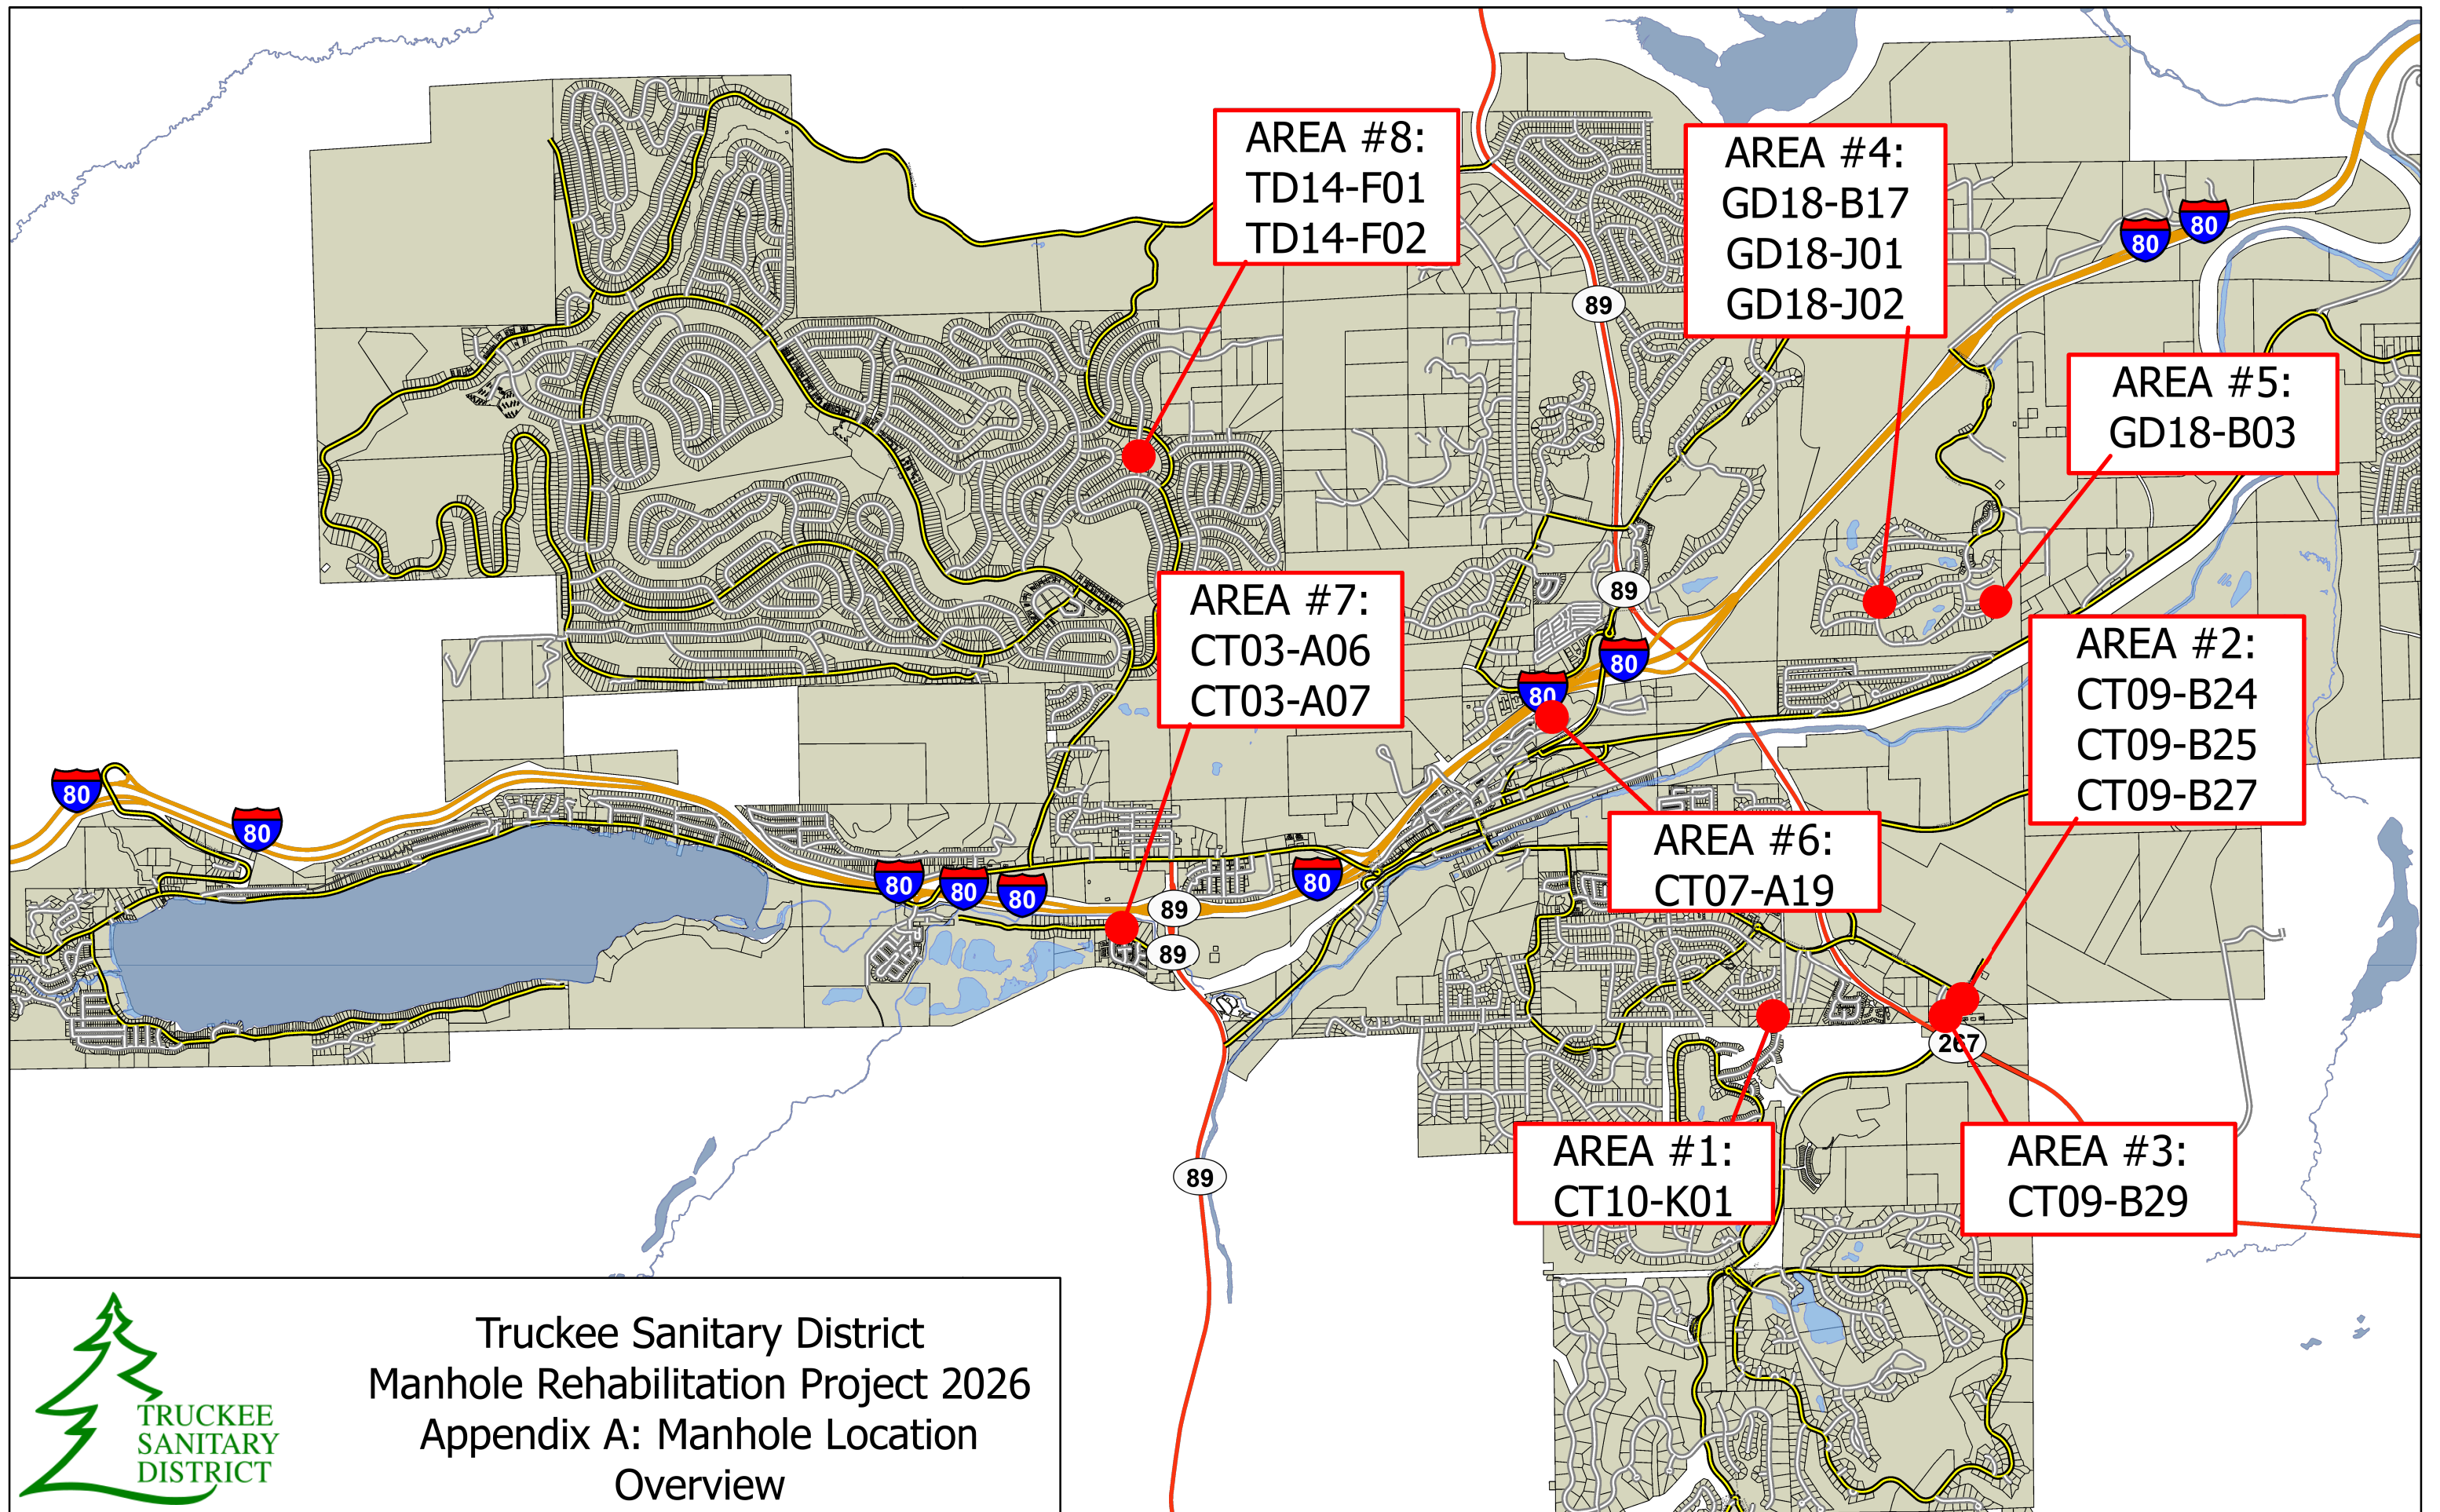 AREA #8:
TD14-F01
TD14-F02
AREA #4:
GD18-B17
GD18-J01
GD18-J02
80
80
89
AREA #5:
GD18-B03
AREA #7:
CT03-A06
CT03-A07
89
80
80
AREA #2:
CT09-B24
CT09-B25
CT09-B27
80
80
AREA #6:
CT07-A19
80
80
80
80
89
89
267
AREA #1:
CT10-K01
AREA #3:
CT09-B29
89
TRUCKEE
SANITARY
DISTRICT
Truckee Sanitary District
Manhole Rehabilitation Project 2026
Appendix A: Manhole Location
Overview